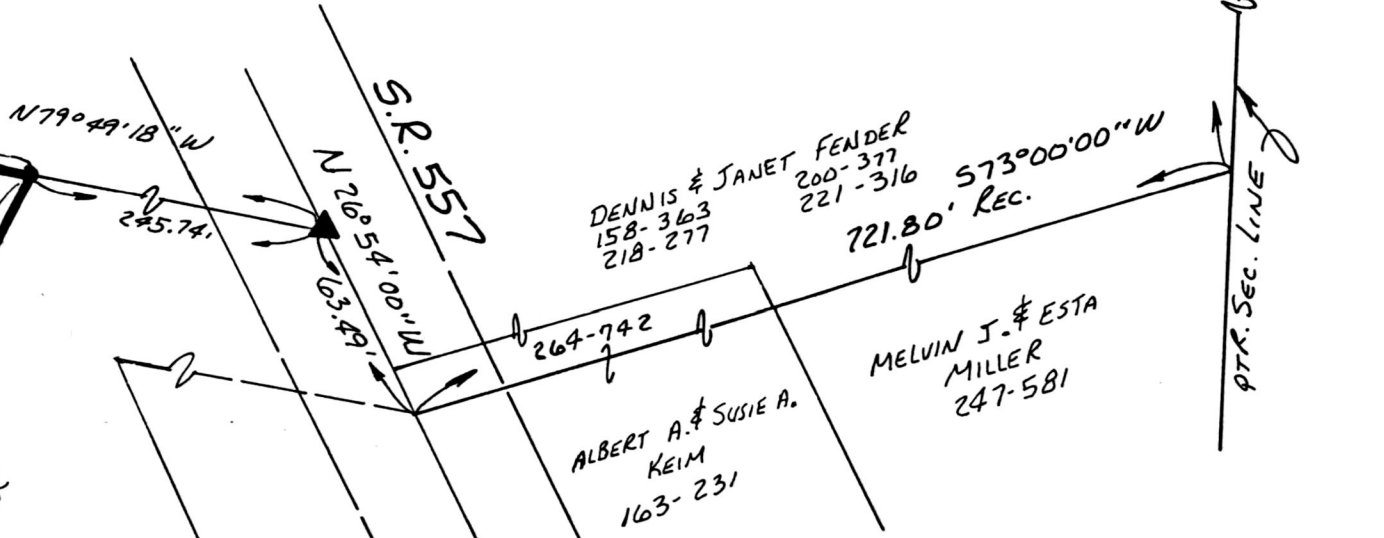 N79°49'18"W
245.74'
N26°54'00"W
63.49'
S.R. 557
DENNIS & JANET FENDER
158-363
218-277
200-377
221-316
S73°00'00"W
721.80' REC.
264-742
ALBERT A. & SUSIE A.
KEIM
163-231
MELVIN J. & ESTA
MILLER
247-581
QTR. SEC. LINE